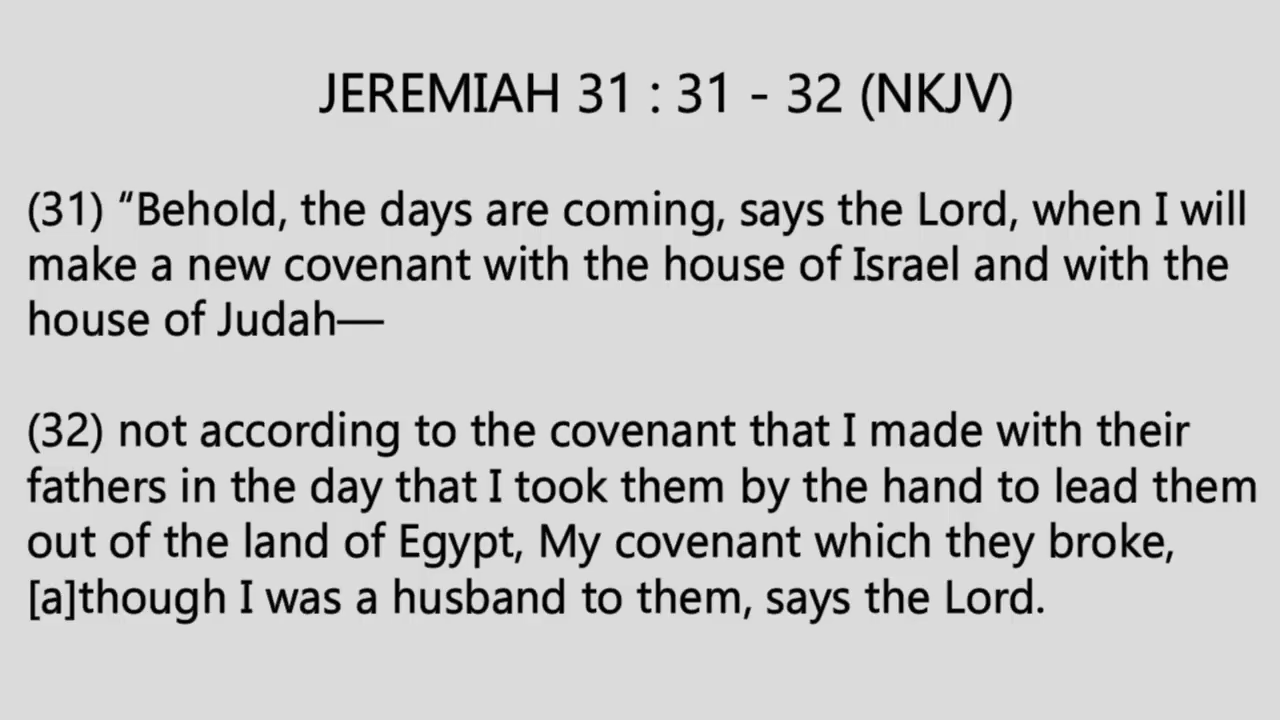 JEREMIAH 31 : 31 - 32 (NKJV)
(31) “Behold, the days are coming, says the Lord, when I will
make a new covenant with the house of Israel and with the
house of Judah—
(32) not according to the covenant that I made with their
fathers in the day that I took them by the hand to lead them
out of the land of Egypt, My covenant which they broke,
[a]though I was a husband to them, says the Lord.